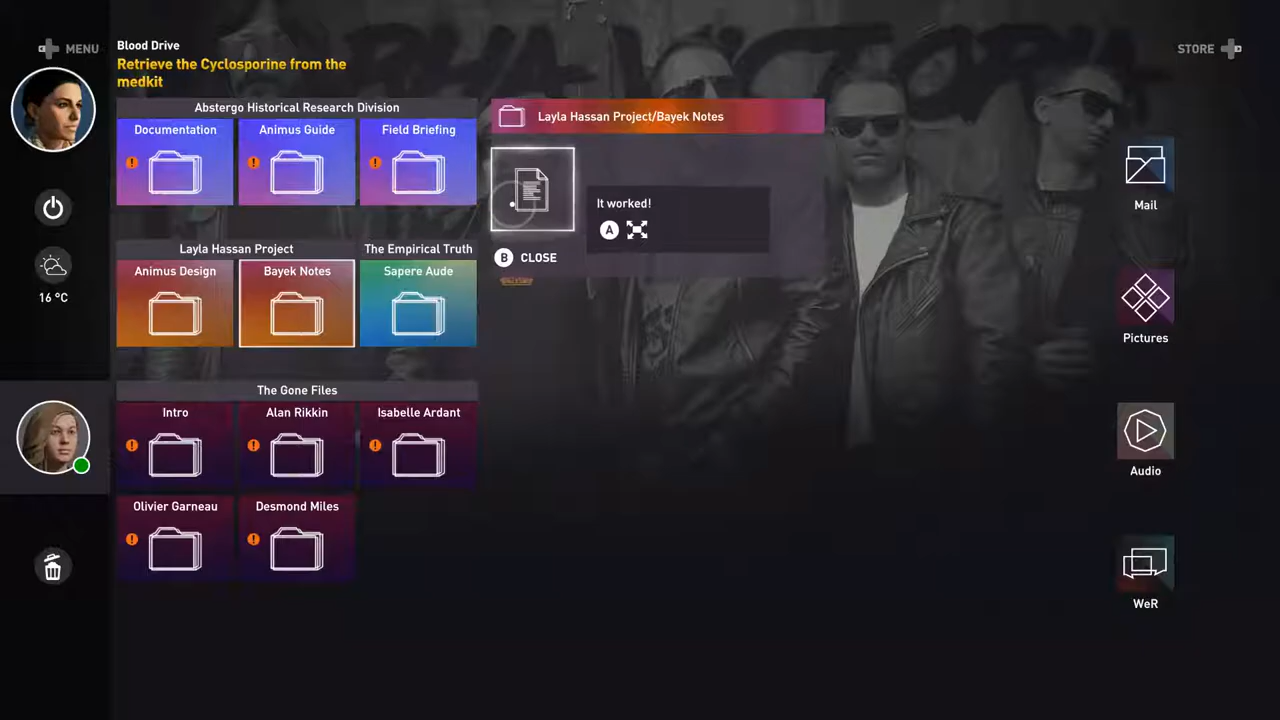 MENU
STORE
Blood Drive
Retrieve the Cyclosporine from the
medkit
Abstergo Historical Research Division
Documentation
Animus Guide
Field Briefing
Layla Hassan Project/Bayek Notes
It worked!
A
B CLOSE
Layla Hassan Project
The Empirical Truth
Animus Design
Bayek Notes
Sapere Aude
16 °C
The Gone Files
Intro
Alan Rikkin
Isabelle Ardant
Olivier Garneau
Desmond Miles
Mail
Pictures
Audio
WeR